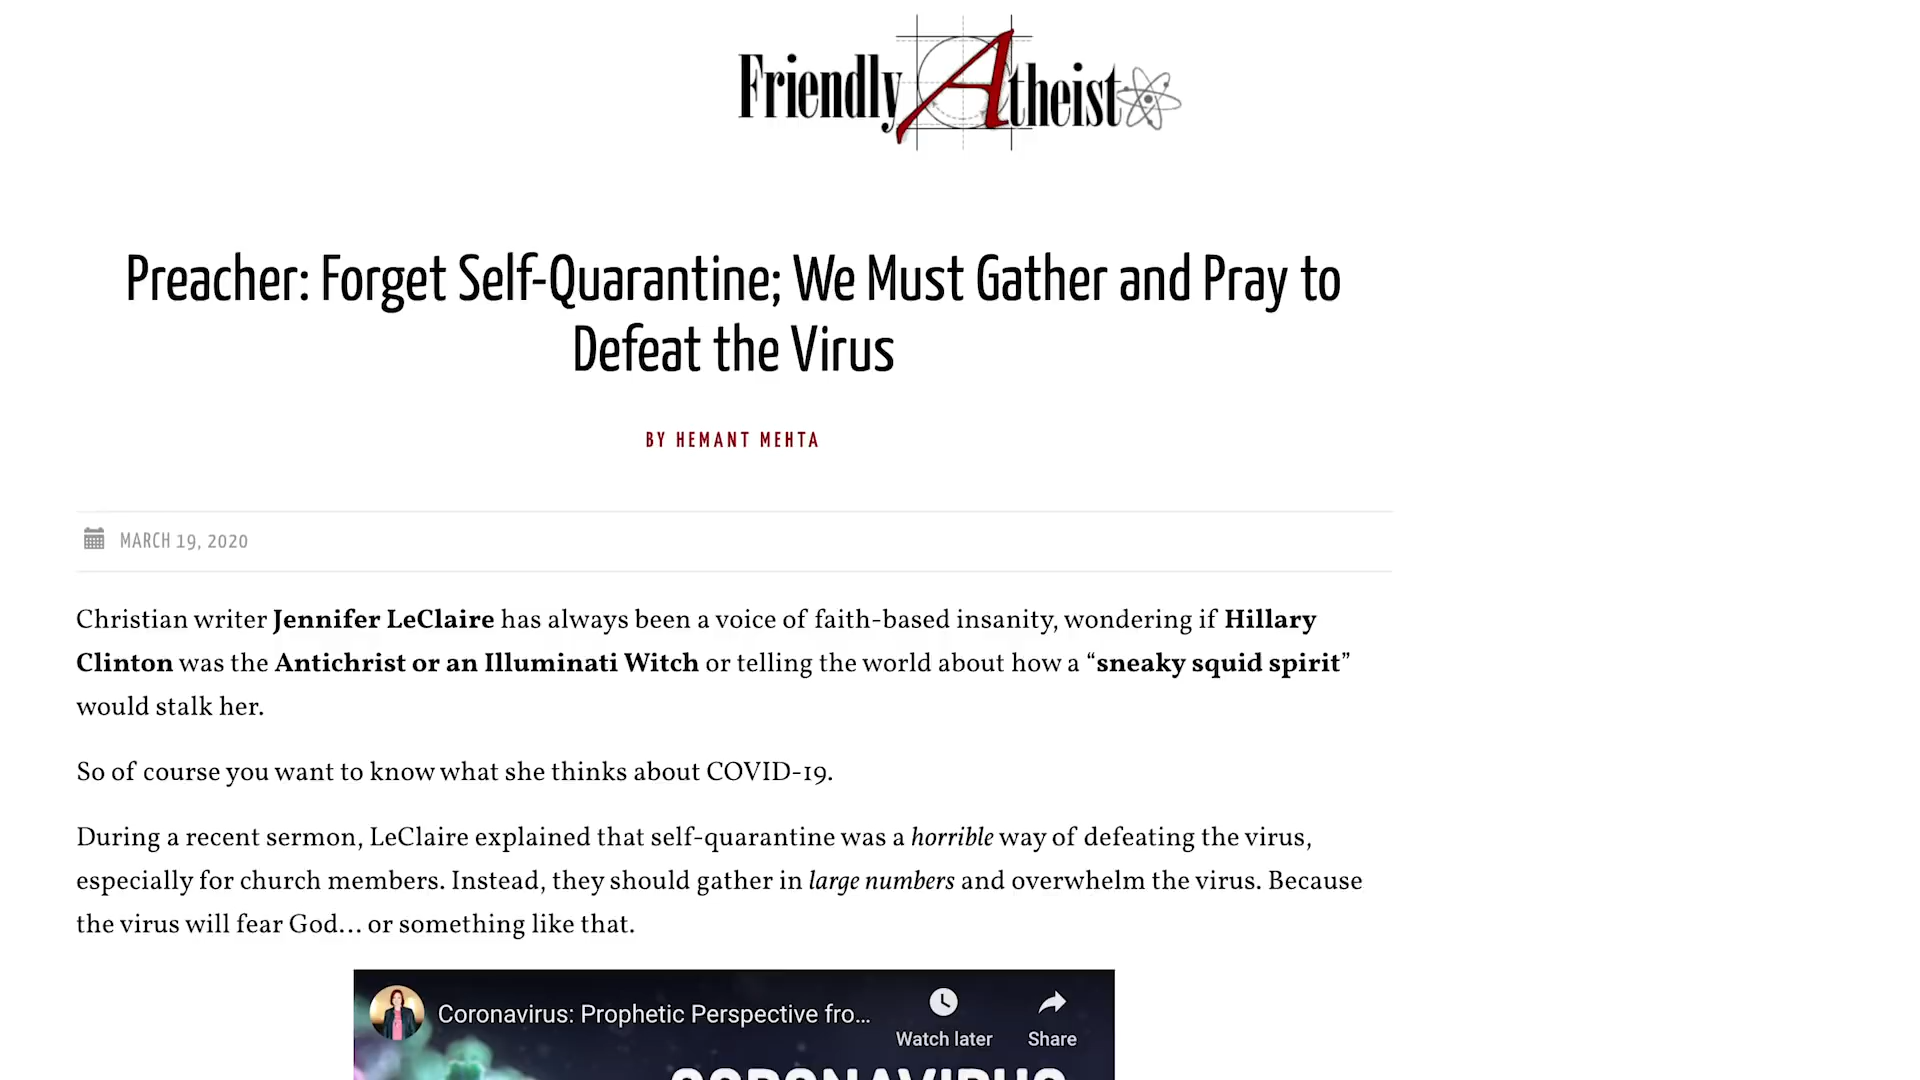 Friendly Atheist
Preacher: Forget Self-Quarantine; We Must Gather and Pray to
Defeat the Virus
BY HEMANT MEHTA
MARCH 19, 2020
Christian writer Jennifer LeClaire has always been a voice of faith-based insanity, wondering if Hillary
Clinton was the Antichrist or an Illuminati Witch or telling the world about how a “sneaky squid spirit”
would stalk her.
So of course you want to know what she thinks about COVID-19.
During a recent sermon, LeClaire explained that self-quarantine was a horrible way of defeating the virus,
especially for church members. Instead, they should gather in large numbers and overwhelm the virus. Because
the virus will fear God… or something like that.
Coronavirus: Prophetic Perspective fro…
Watch later
Share
CORONAVIRUS